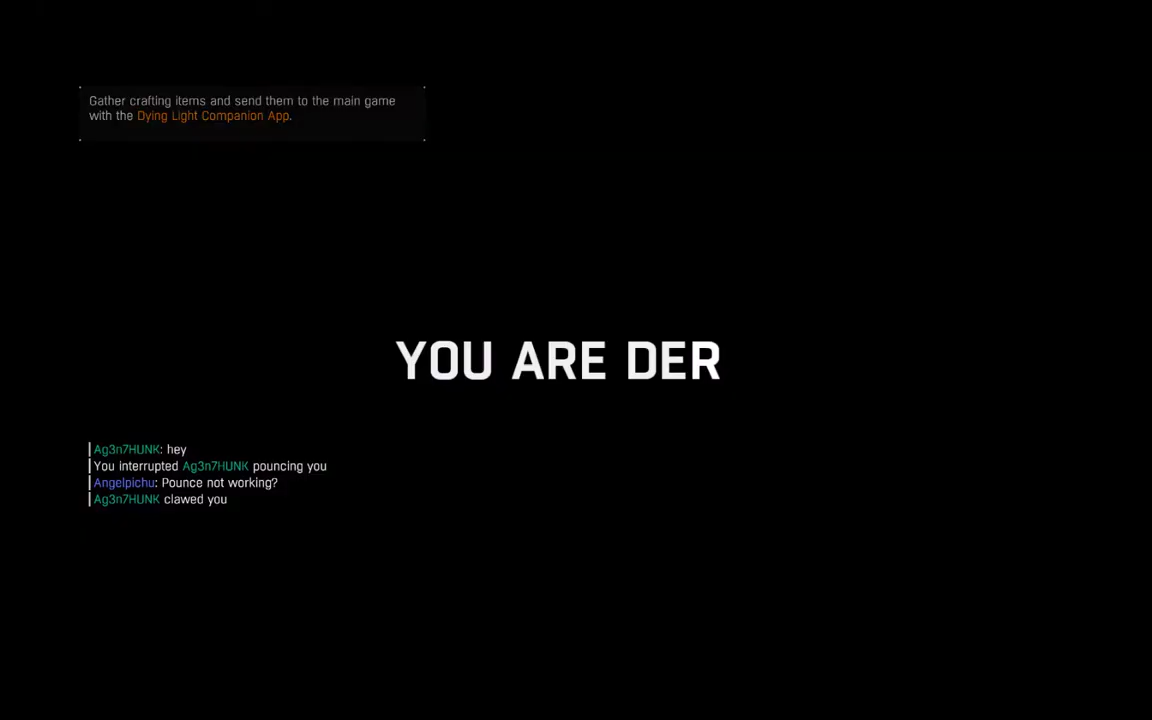 Gather crafting items and send them to the main game
with the Dying Light Companion App.
YOU ARE DER
Ag3n7HUNK: hey
You interrupted Ag3n7HUNK pouncing you
Angelpichu: Pounce not working?
Ag3n7HUNK clawed you